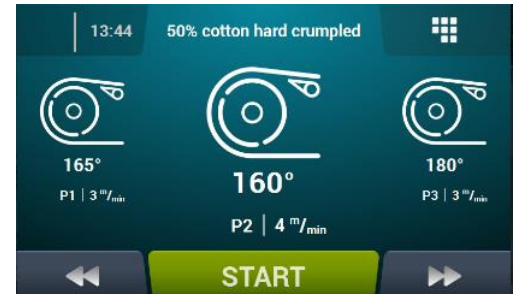 13:44
50% cotton hard crumpled
165°
P1 | 3 m/min
160°
P2 | 4 m/min
180°
P3 | 3 m/min
START